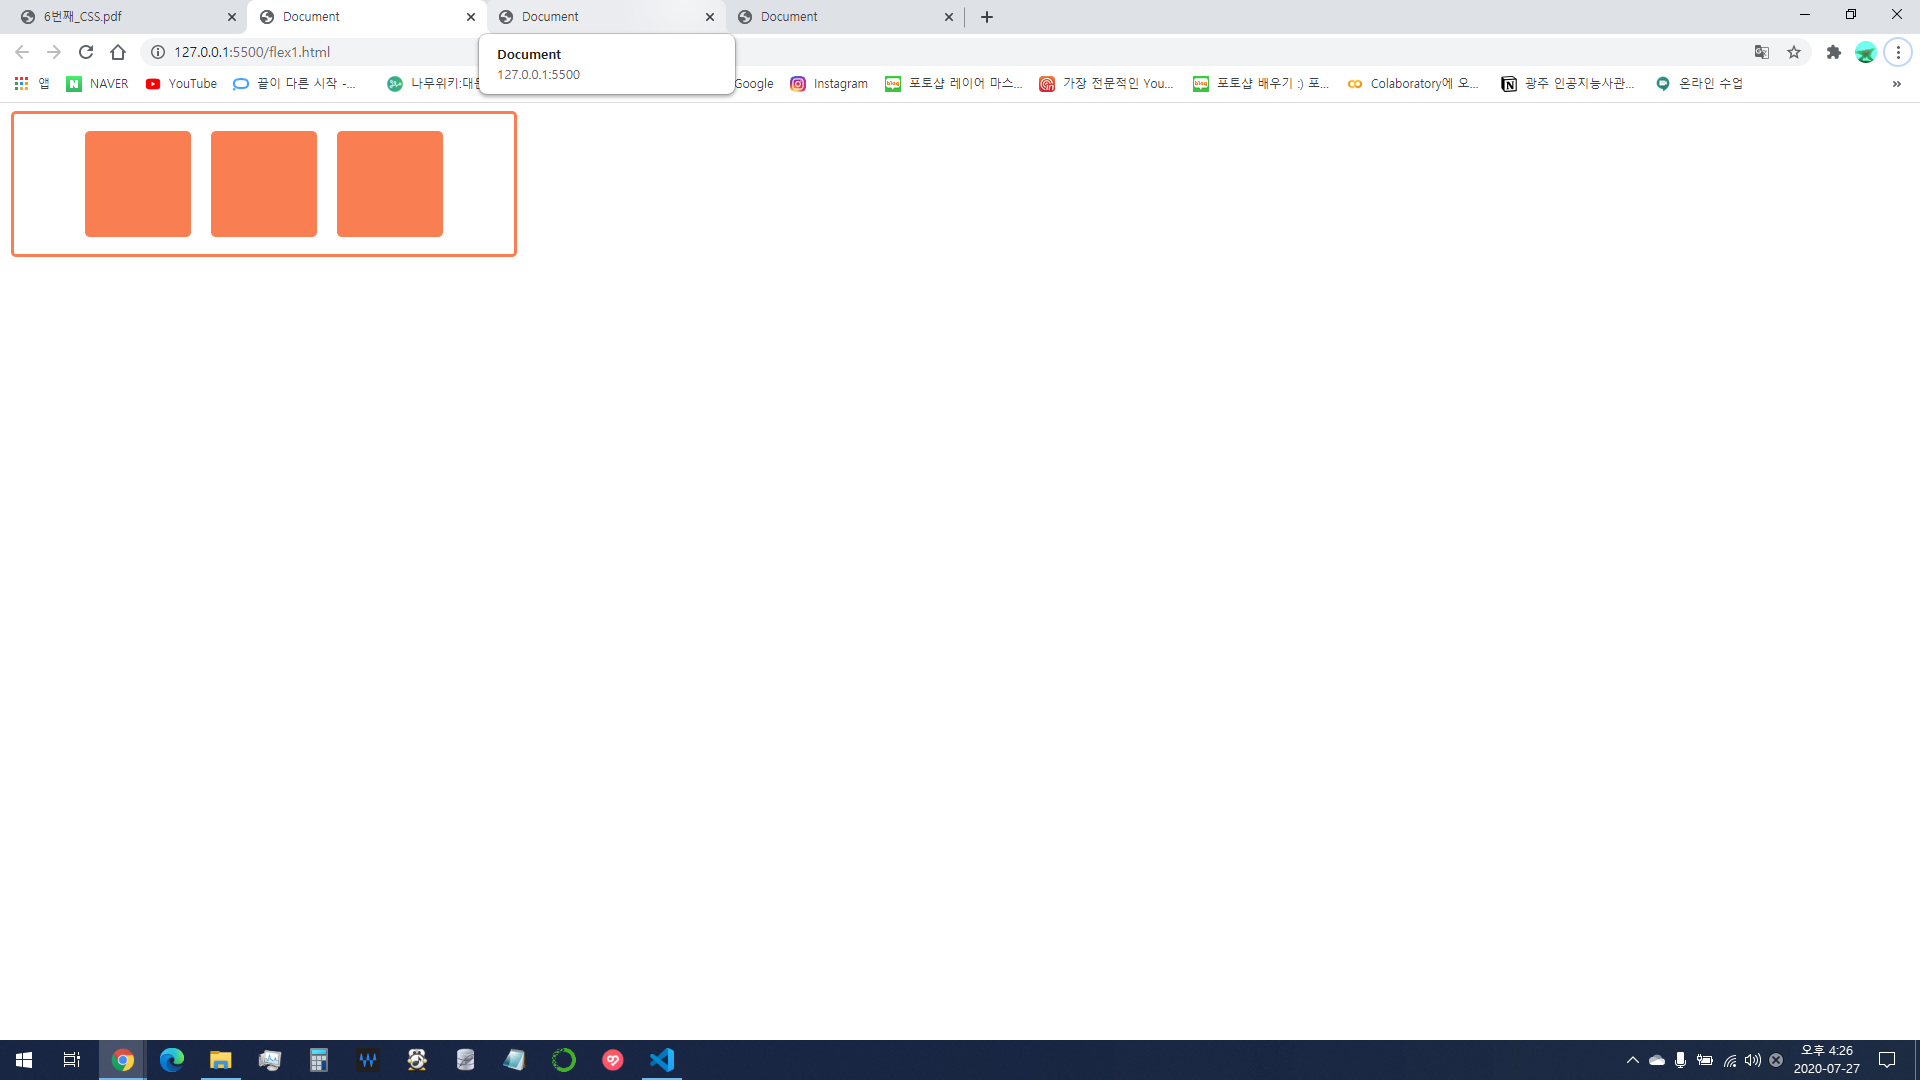 6번째_CSS.pdf
Document
Document
Document
127.0.0.1:5500/flex1.html
Document
127.0.0.1:5500
앱
NAVER
YouTube
끝이 다른 시작 -...
나무위키:대문
Google
Instagram
포토샵 레이어 마스...
가장 전문적인 You...
포토샵 배우기 :) 포...
Colaboratory에 오...
광주 인공지능사관...
온라인 수업
오후 4:26
2020-07-27